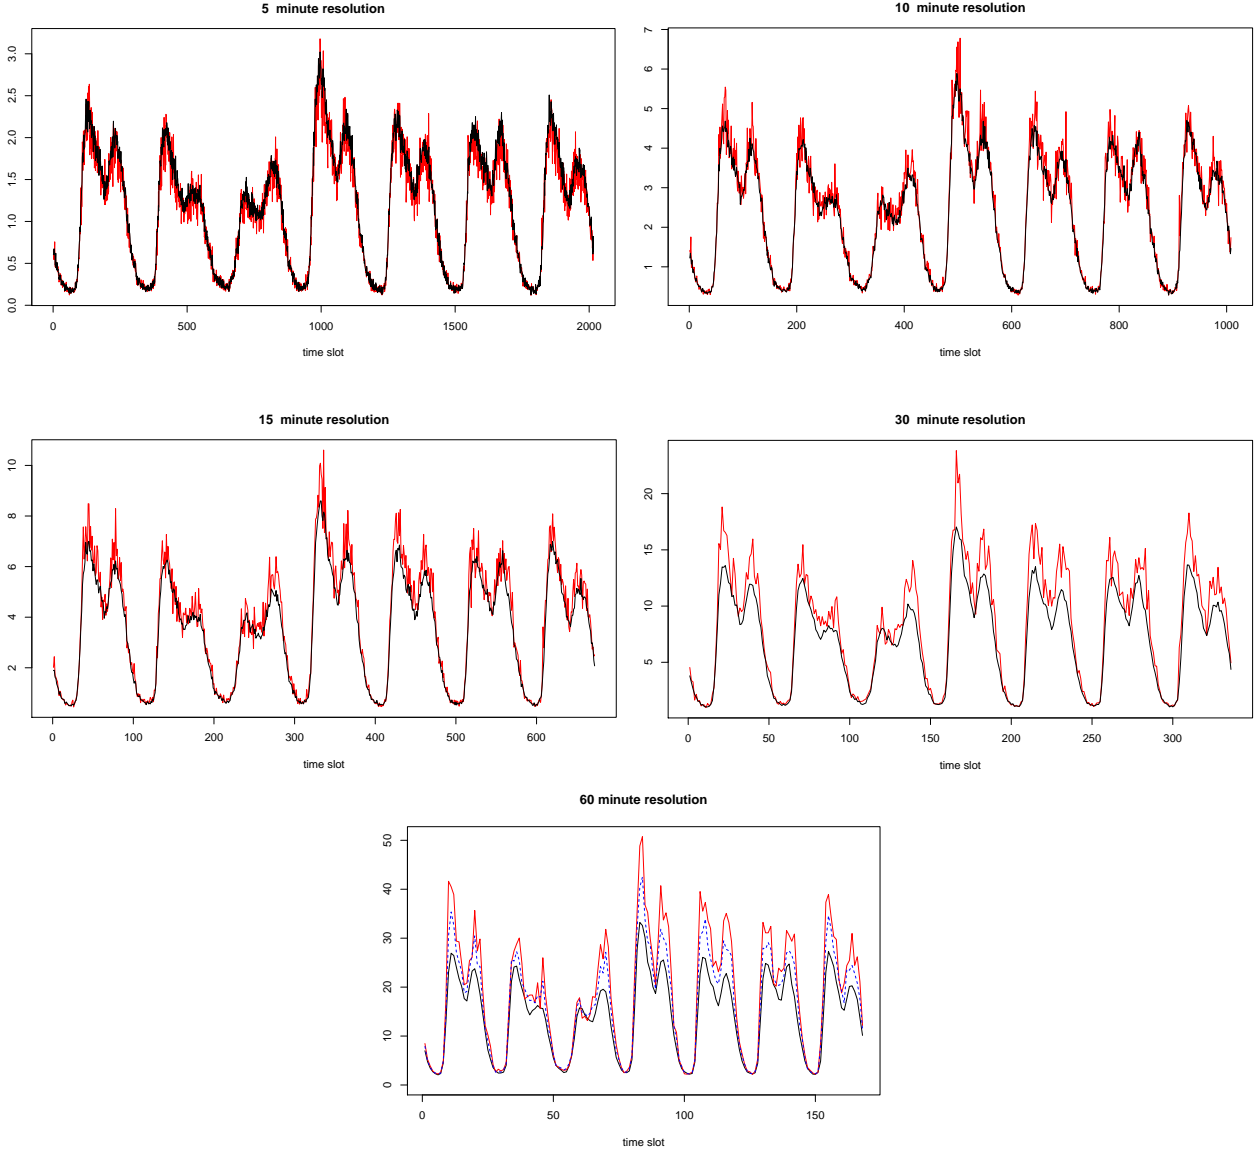 5 minute resolution
0.0 0.5 1.0 1.5 2.0 2.5 3.0
0 500 1000 1500 2000
time slot
10 minute resolution
1 2 3 4 5 6 7
0 200 400 600 800 1000
time slot
15 minute resolution
2 4 6 8 10
0 100 200 300 400 500 600
time slot
30 minute resolution
5 10 15 20
0 50 100 150 200 250 300
time slot
60 minute resolution
0 10 20 30 40 50
0 50 100 150
time slot